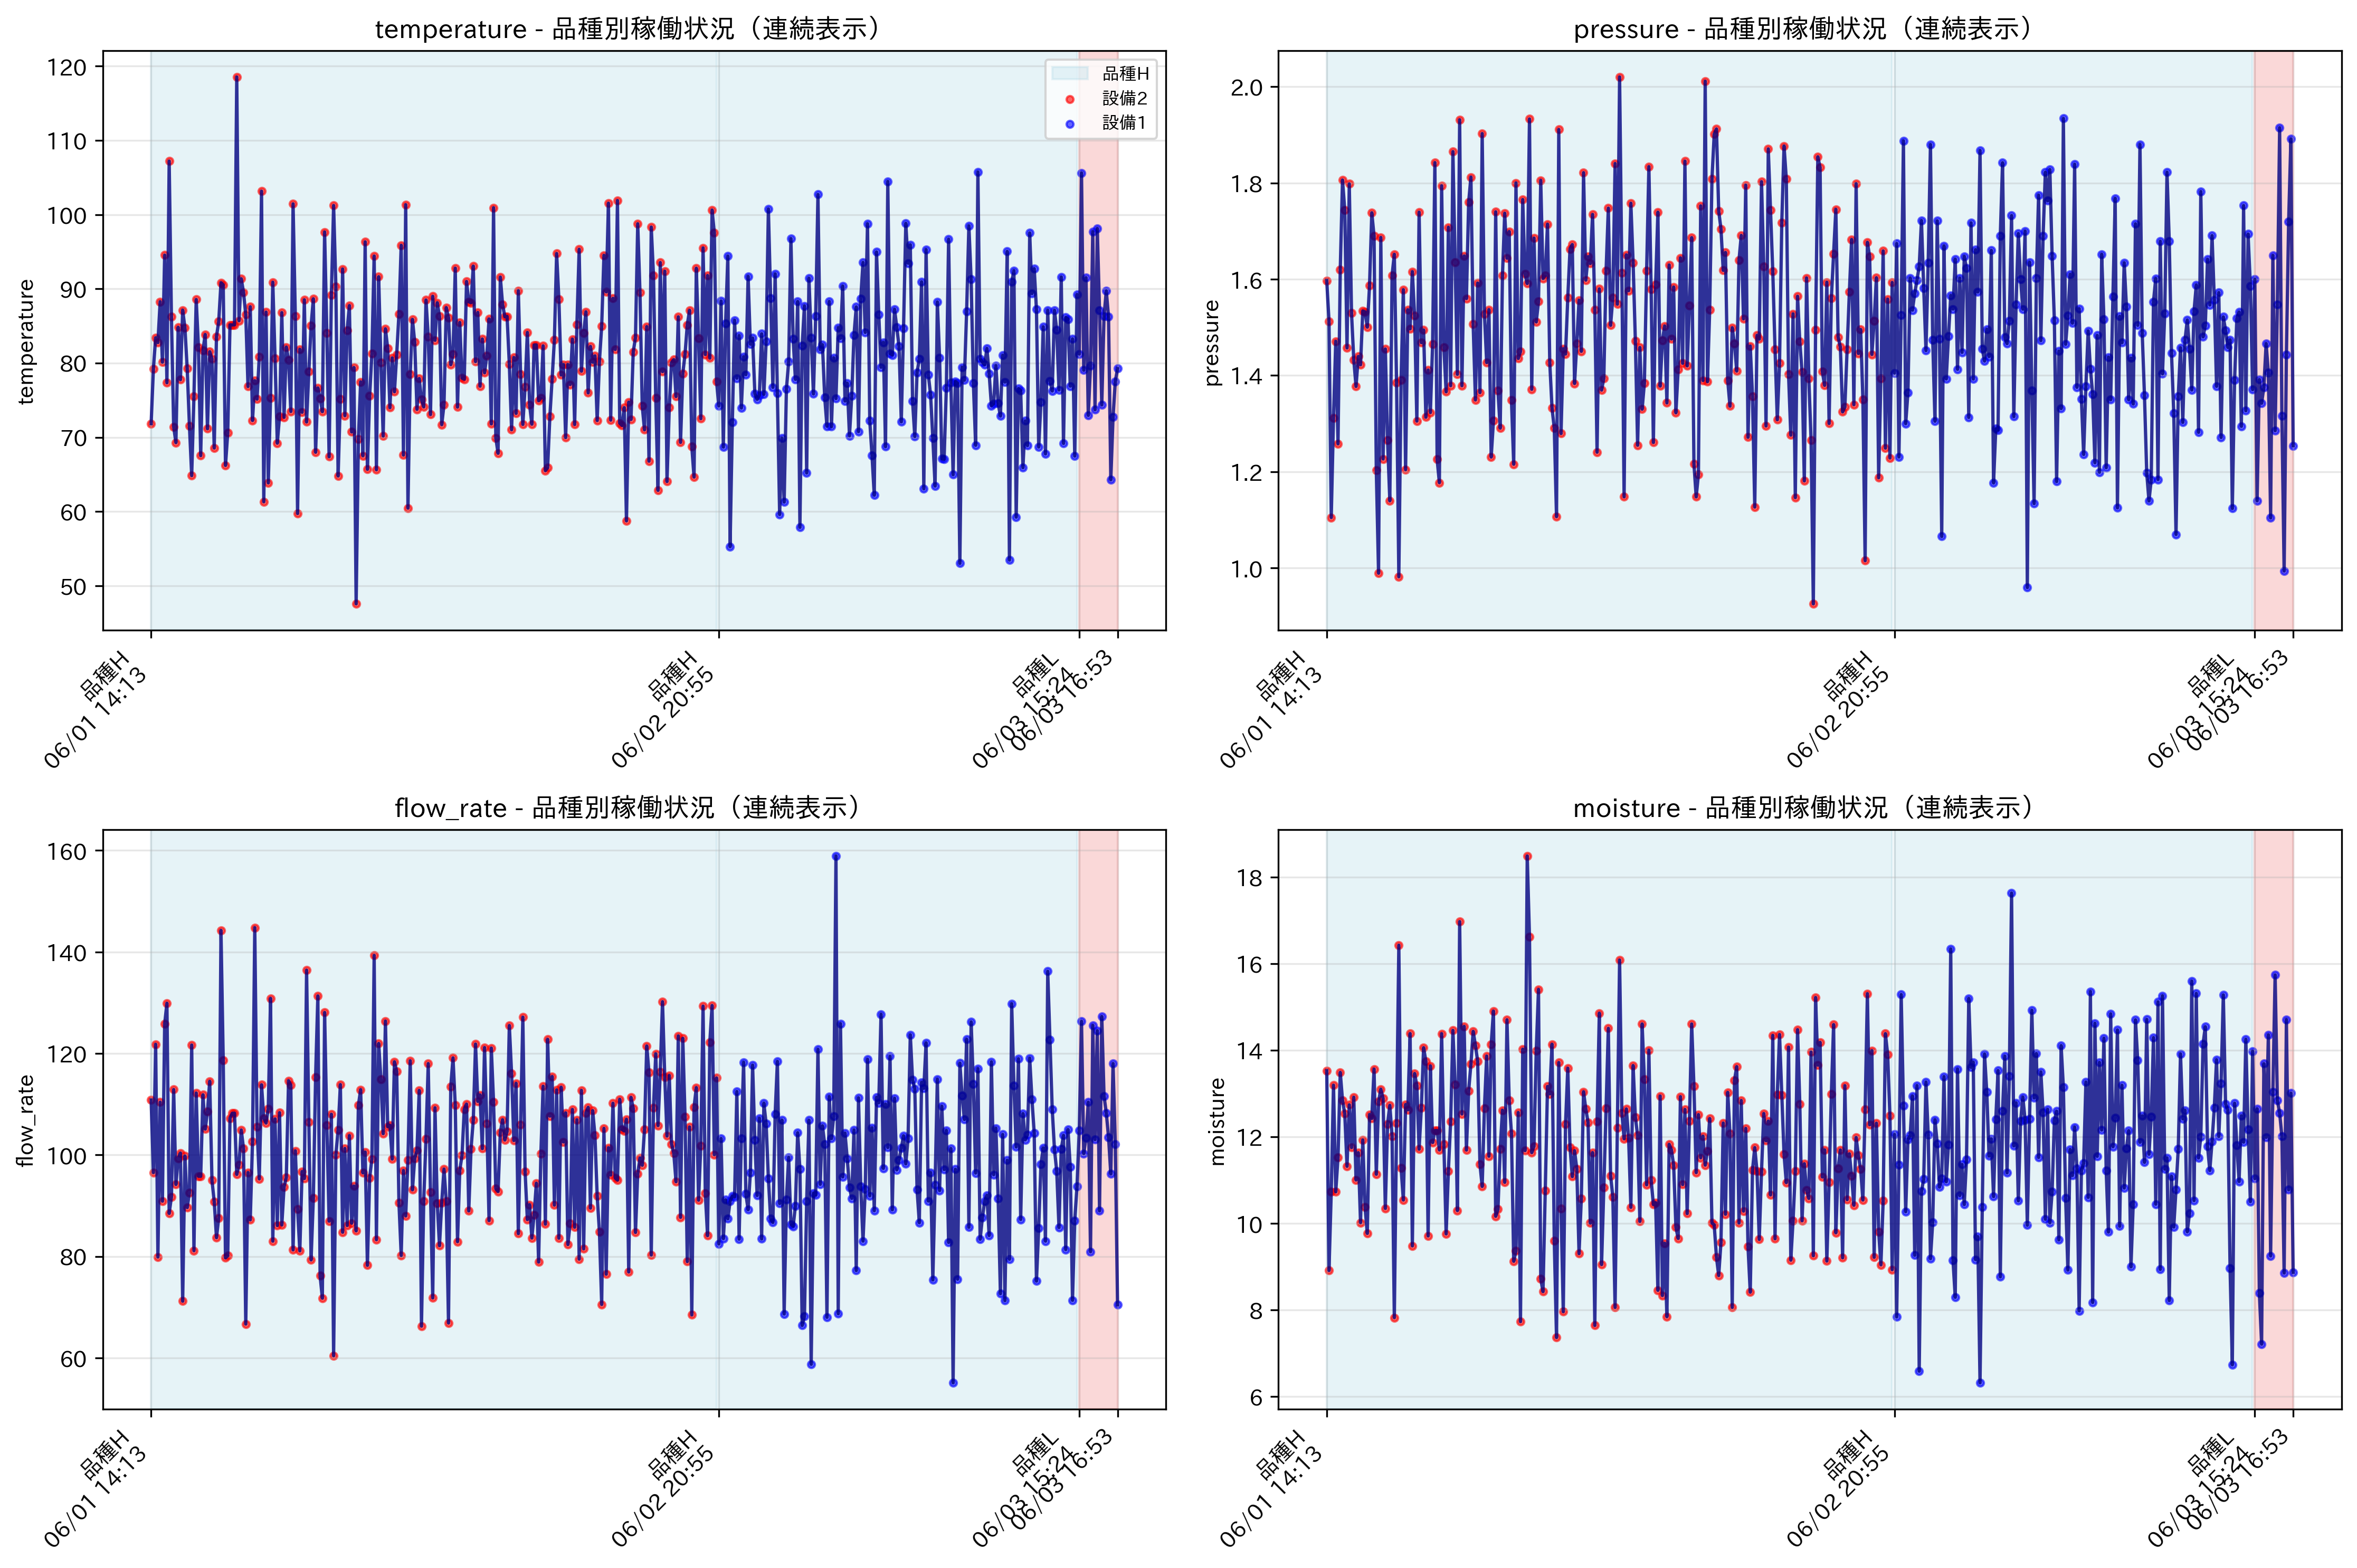 temperature - 品種別稼働状況（連続表示）
120
110
100
90
80
70
60
50
temperature
品種H
設備2
設備1
品種H
06/01 14:13
品種H
06/02 20:55
品種L
06/03 15:24
06/03 16:53
pressure - 品種別稼働状況（連続表示）
2.0
1.8
1.6
1.4
1.2
1.0
pressure
品種H
06/01 14:13
品種H
06/02 20:55
品種L
06/03 15:24
06/03 16:53
flow_rate - 品種別稼働状況（連続表示）
160
140
120
100
80
60
flow_rate
品種H
06/01 14:13
品種H
06/02 20:55
品種L
06/03 15:24
06/03 16:53
moisture - 品種別稼働状況（連続表示）
18
16
14
12
10
8
6
moisture
品種H
06/01 14:13
品種H
06/02 20:55
品種L
06/03 15:24
06/03 16:53